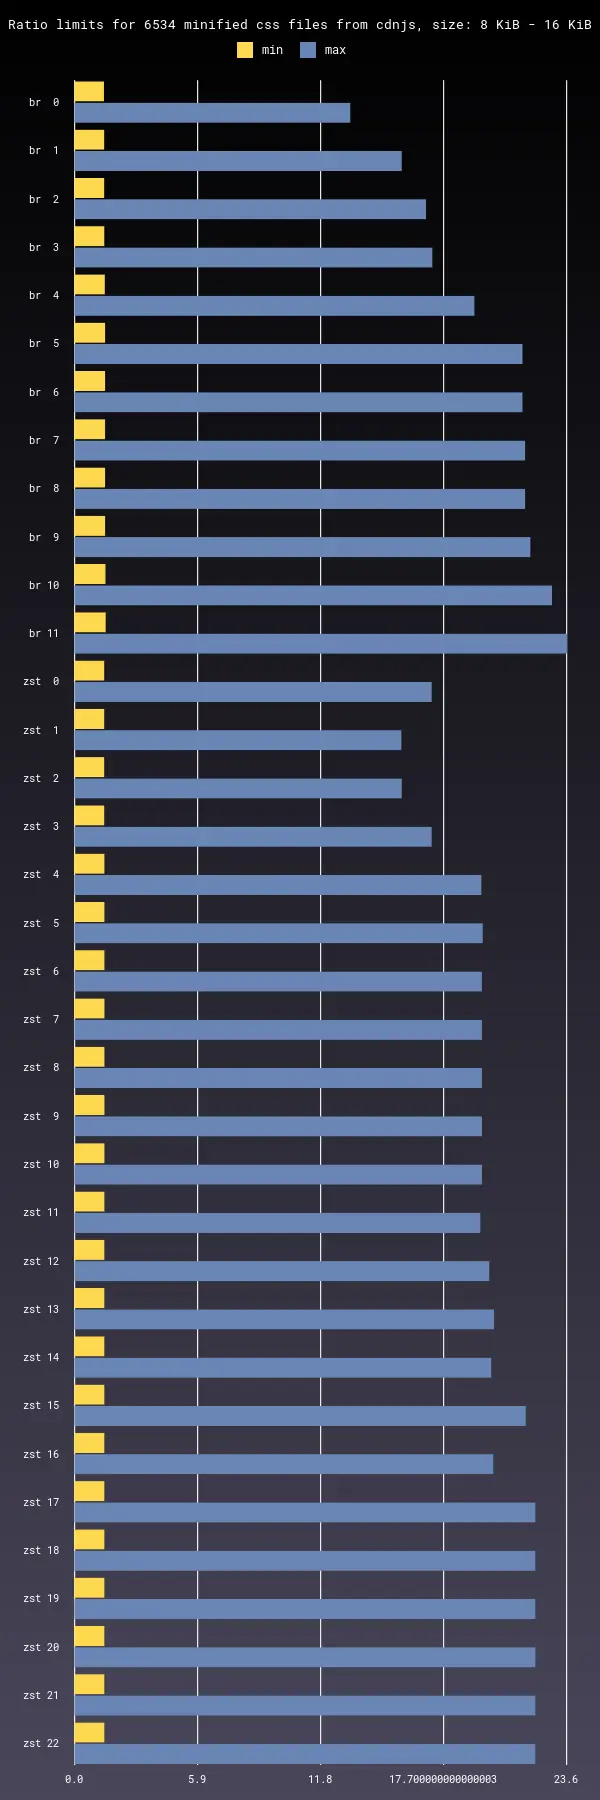 Ratio limits for 6534 minified css files from cdnjs, size: 8 KiB - 16 KiB
min max
br 0
br 1
br 2
br 3
br 4
br 5
br 6
br 7
br 8
br 9
br 10
br 11
zst 0
zst 1
zst 2
zst 3
zst 4
zst 5
zst 6
zst 7
zst 8
zst 9
zst 10
zst 11
zst 12
zst 13
zst 14
zst 15
zst 16
zst 17
zst 18
zst 19
zst 20
zst 21
zst 22
0.0 5.9 11.8 17.700000000000003 23.6